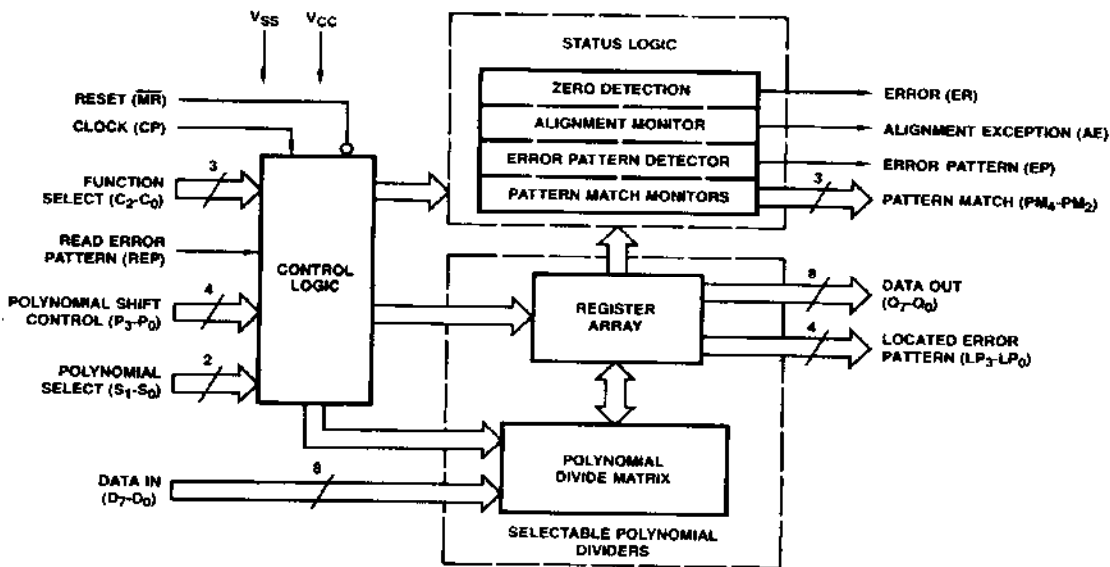 VSS
VCC
STATUS LOGIC
RESET (MR)
CLOCK (CP)
3
FUNCTION
SELECT (C2-C0)
READ ERROR
PATTERN (REP)
4
POLYNOMIAL SHIFT
CONTROL (P3-P0)
2
POLYNOMIAL
SELECT (S1-S0)
8
DATA IN
(D7-D0)
CONTROL
LOGIC
ZERO DETECTION
ALIGNMENT MONITOR
ERROR PATTERN DETECTOR
PATTERN MATCH MONITORS
ERROR (ER)
ALIGNMENT EXCEPTION (AE)
ERROR PATTERN (EP)
3
PATTERN MATCH (PM4-PM2)
REGISTER
ARRAY
8
DATA OUT
(Q7-Q0)
4
LOCATED ERROR
PATTERN (LP3-LP0)
POLYNOMIAL
DIVIDE MATRIX
SELECTABLE POLYNOMIAL
DIVIDERS